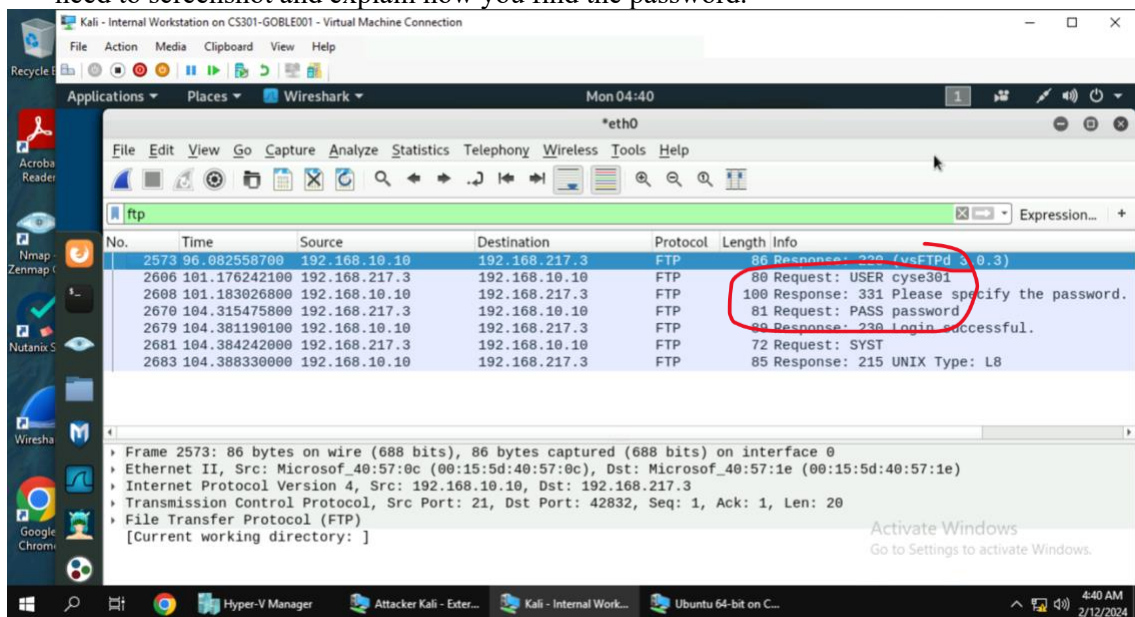 need to screenshot and explain how you find the password.
Kali - Internal Workstation on CS301-GOBLE001 - Virtual Machine Connection
File Action Media Clipboard View Help
Recycle
Applications Places Wireshark Mon 04:40 1
*eth0
File Edit View Go Capture Analyze Statistics Telephony Wireless Tools Help
Acroba
Reader
ftp Expression... +
No. Time Source Destination Protocol Length Info
2573 96.082558700 192.168.10.10 192.168.217.3 FTP 86 Response: 220 (vsFTPd 3.0.3)
2606 101.176242100 192.168.217.3 192.168.10.10 FTP 80 Request: USER cyse301
2608 101.183026800 192.168.10.10 192.168.217.3 FTP 100 Response: 331 Please specify the password.
2670 104.315475800 192.168.217.3 192.168.10.10 FTP 81 Request: PASS password
2679 104.381190100 192.168.10.10 192.168.217.3 FTP 89 Response: 230 Login successful.
2681 104.384242000 192.168.217.3 192.168.10.10 FTP 72 Request: SYST
2683 104.388330000 192.168.10.10 192.168.217.3 FTP 85 Response: 215 UNIX Type: L8
Nmap -
Zenmap
Nutanix S
Wiresha
Google
Chrom
Frame 2573: 86 bytes on wire (688 bits), 86 bytes captured (688 bits) on interface 0
Ethernet II, Src: Microsof_40:57:0c (00:15:5d:40:57:0c), Dst: Microsof_40:57:1e (00:15:5d:40:57:1e)
Internet Protocol Version 4, Src: 192.168.10.10, Dst: 192.168.217.3
Transmission Control Protocol, Src Port: 21, Dst Port: 42832, Seq: 1, Ack: 1, Len: 20
File Transfer Protocol (FTP)
[Current working directory: ]
Activate Windows
Go to Settings to activate Windows.
Hyper-V Manager Attacker Kali - Exter... Kali - Internal Work... Ubuntu 64-bit on C...
4:40 AM
2/12/2024